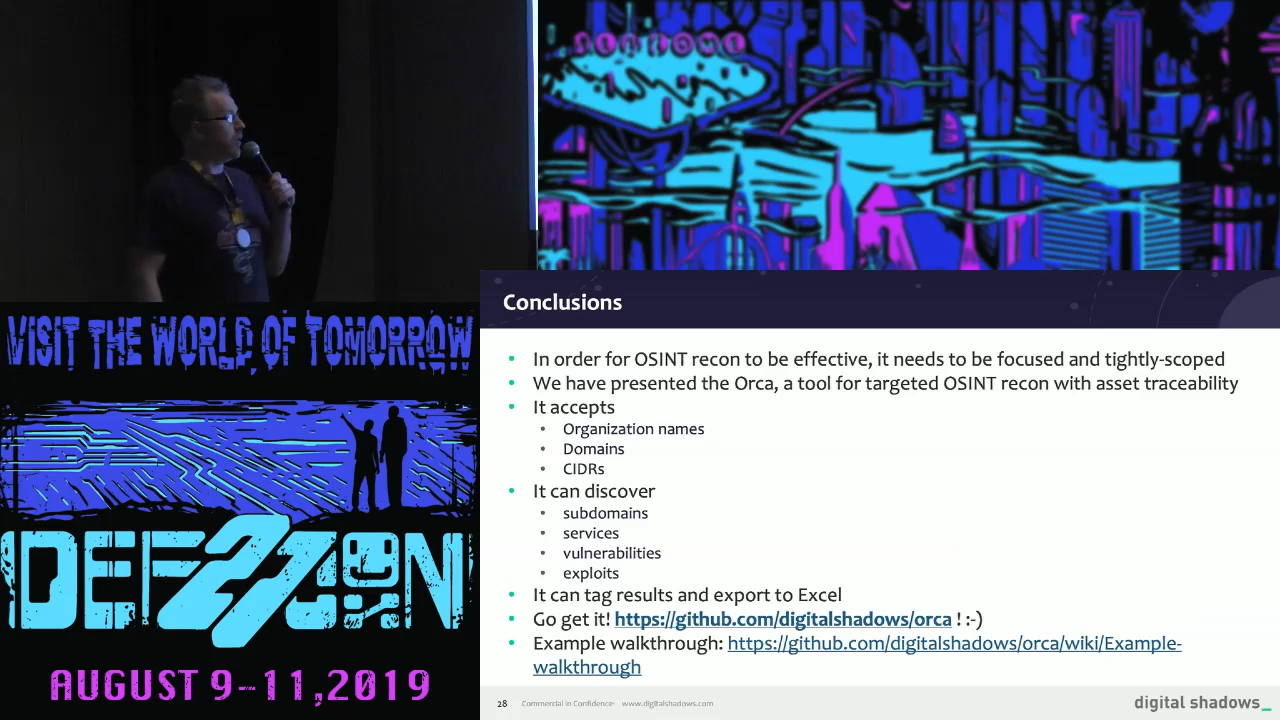 WELCOME
VISIT THE WORLD OF TOMORROW
DEF CON 27
AUGUST 9-11,2019
Conclusions
• In order for OSINT recon to be effective, it needs to be focused and tightly-scoped
• We have presented the Orca, a tool for targeted OSINT recon with asset traceability
• It accepts
• Organization names
• Domains
• CIDRs
• It can discover
• subdomains
• services
• vulnerabilities
• exploits
• It can tag results and export to Excel
• Go get it! https://github.com/digitalshadows/orca ! :-)
• Example walkthrough: https://github.com/digitalshadows/orca/wiki/Example-
walkthrough
28 Commercial in Confidence- www.digitalshadows.com
digital shadows_